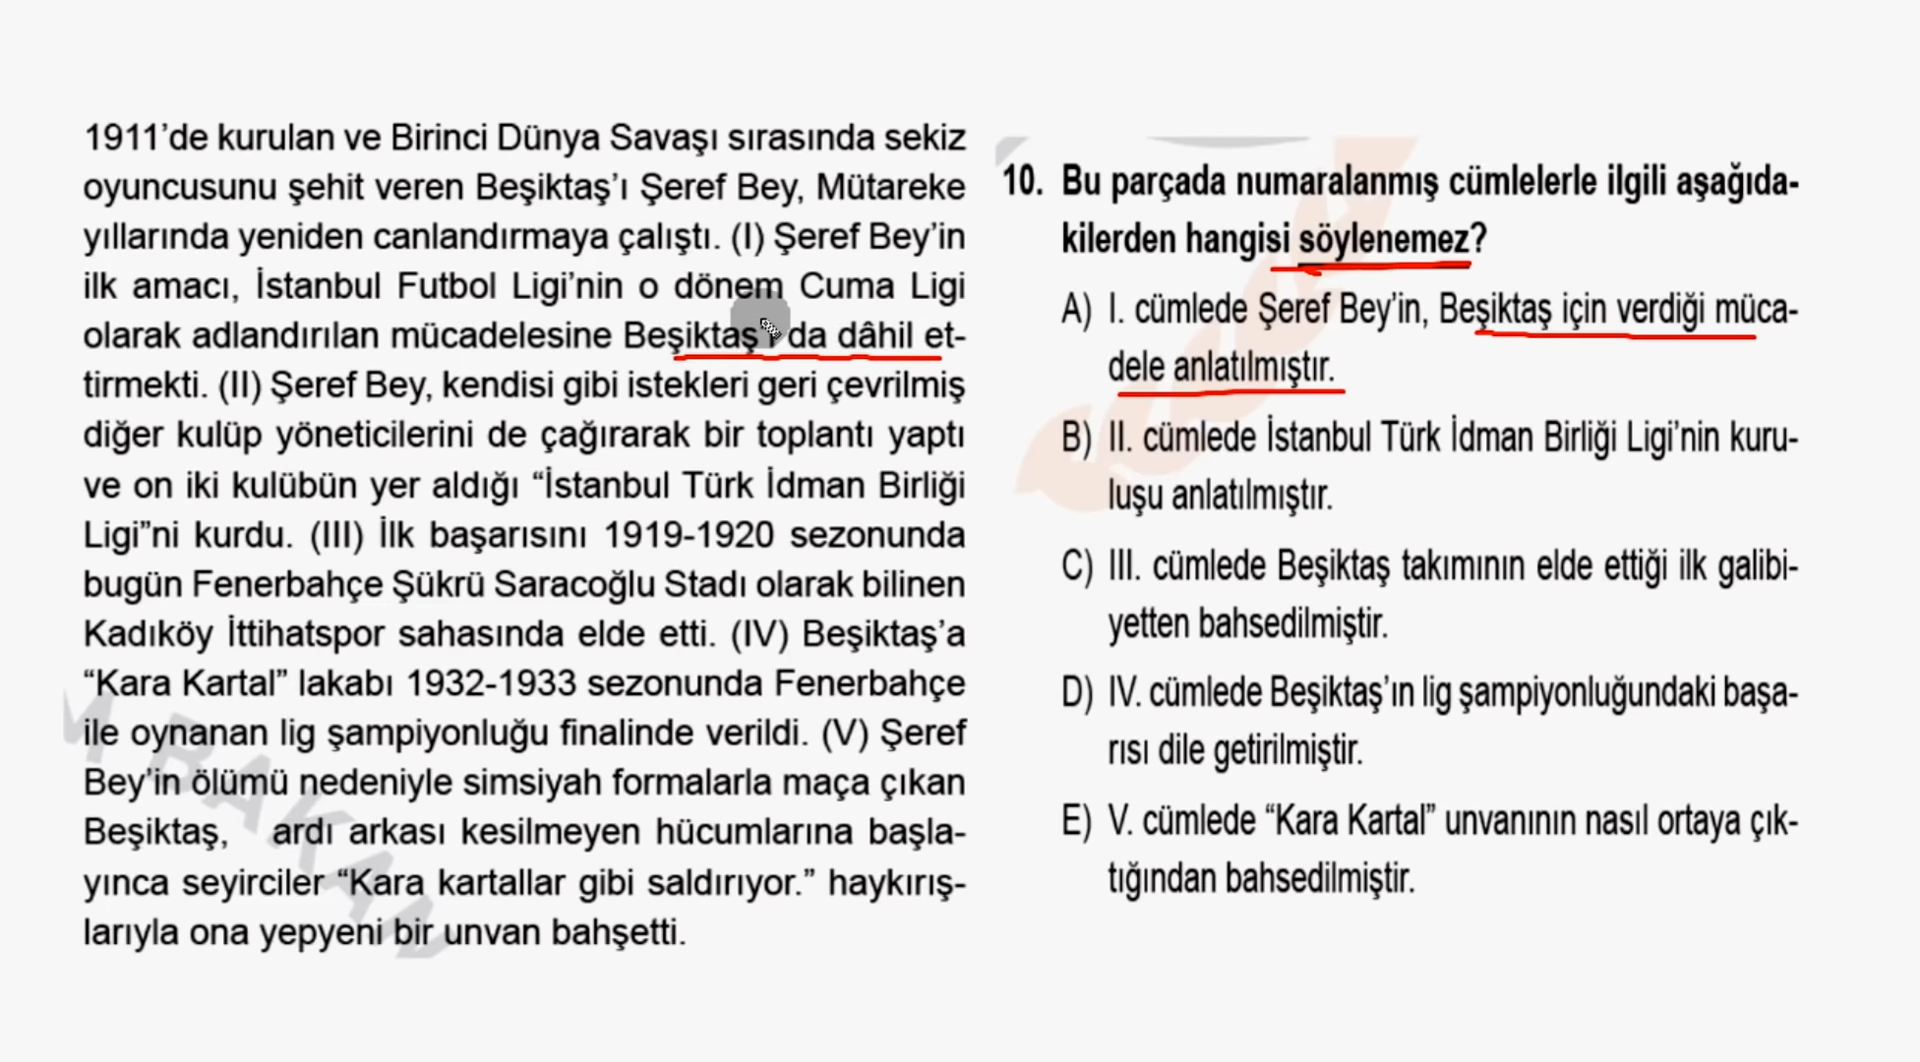 1911’de kurulan ve Birinci Dünya Savaşı sırasında sekiz
oyuncusunu şehit veren Beşiktaş’ı Şeref Bey, Mütareke
yıllarında yeniden canlandırmaya çalıştı. (I) Şeref Bey’in
ilk amacı, İstanbul Futbol Ligi’nin o dönem Cuma Ligi
olarak adlandırılan mücadelesine Beşiktaş’ı da dâhil et-
tirmekti. (II) Şeref Bey, kendisi gibi istekleri geri çevrilmiş
diğer kulüp yöneticilerini de çağırarak bir toplantı yaptı
ve on iki kulübün yer aldığı “İstanbul Türk İdman Birliği
Ligi”ni kurdu. (III) İlk başarısını 1919-1920 sezonunda
bugün Fenerbahçe Şükrü Saracoğlu Stadı olarak bilinen
Kadıköy İttihatspor sahasında elde etti. (IV) Beşiktaş’a
“Kara Kartal” lakabı 1932-1933 sezonunda Fenerbahçe
ile oynanan lig şampiyonluğu finalinde verildi. (V) Şeref
Bey’in ölümü nedeniyle simsiyah formalarla maça çıkan
Beşiktaş, ardı arkası kesilmeyen hücumlarına başla-
yınca seyirciler “Kara kartallar gibi saldırıyor.” haykırış-
larıyla ona yepyeni bir unvan bahşetti.
M BAKAN
10. Bu parçada numaralanmış cümlelerle ilgili aşağıda-
kilerden hangisi söylenemez?
A) I. cümlede Şeref Bey’in, Beşiktaş için verdiği müca-
dele anlatılmıştır.
B) II. cümlede İstanbul Türk İdman Birliği Ligi’nin kuru-
luşu anlatılmıştır.
C) III. cümlede Beşiktaş takımının elde ettiği ilk galibi-
yetten bahsedilmiştir.
D) IV. cümlede Beşiktaş’ın lig şampiyonluğundaki başa-
rısı dile getirilmiştir.
E) V. cümlede “Kara Kartal” unvanının nasıl ortaya çık-
tığından bahsedilmiştir.